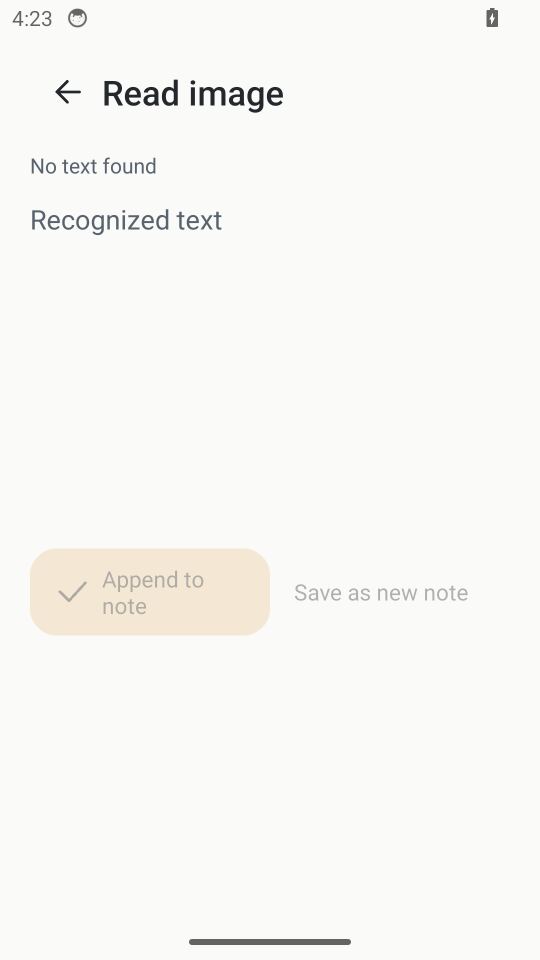 4:23
Read image
No text found
Recognized text
Append to
note
Save as new note